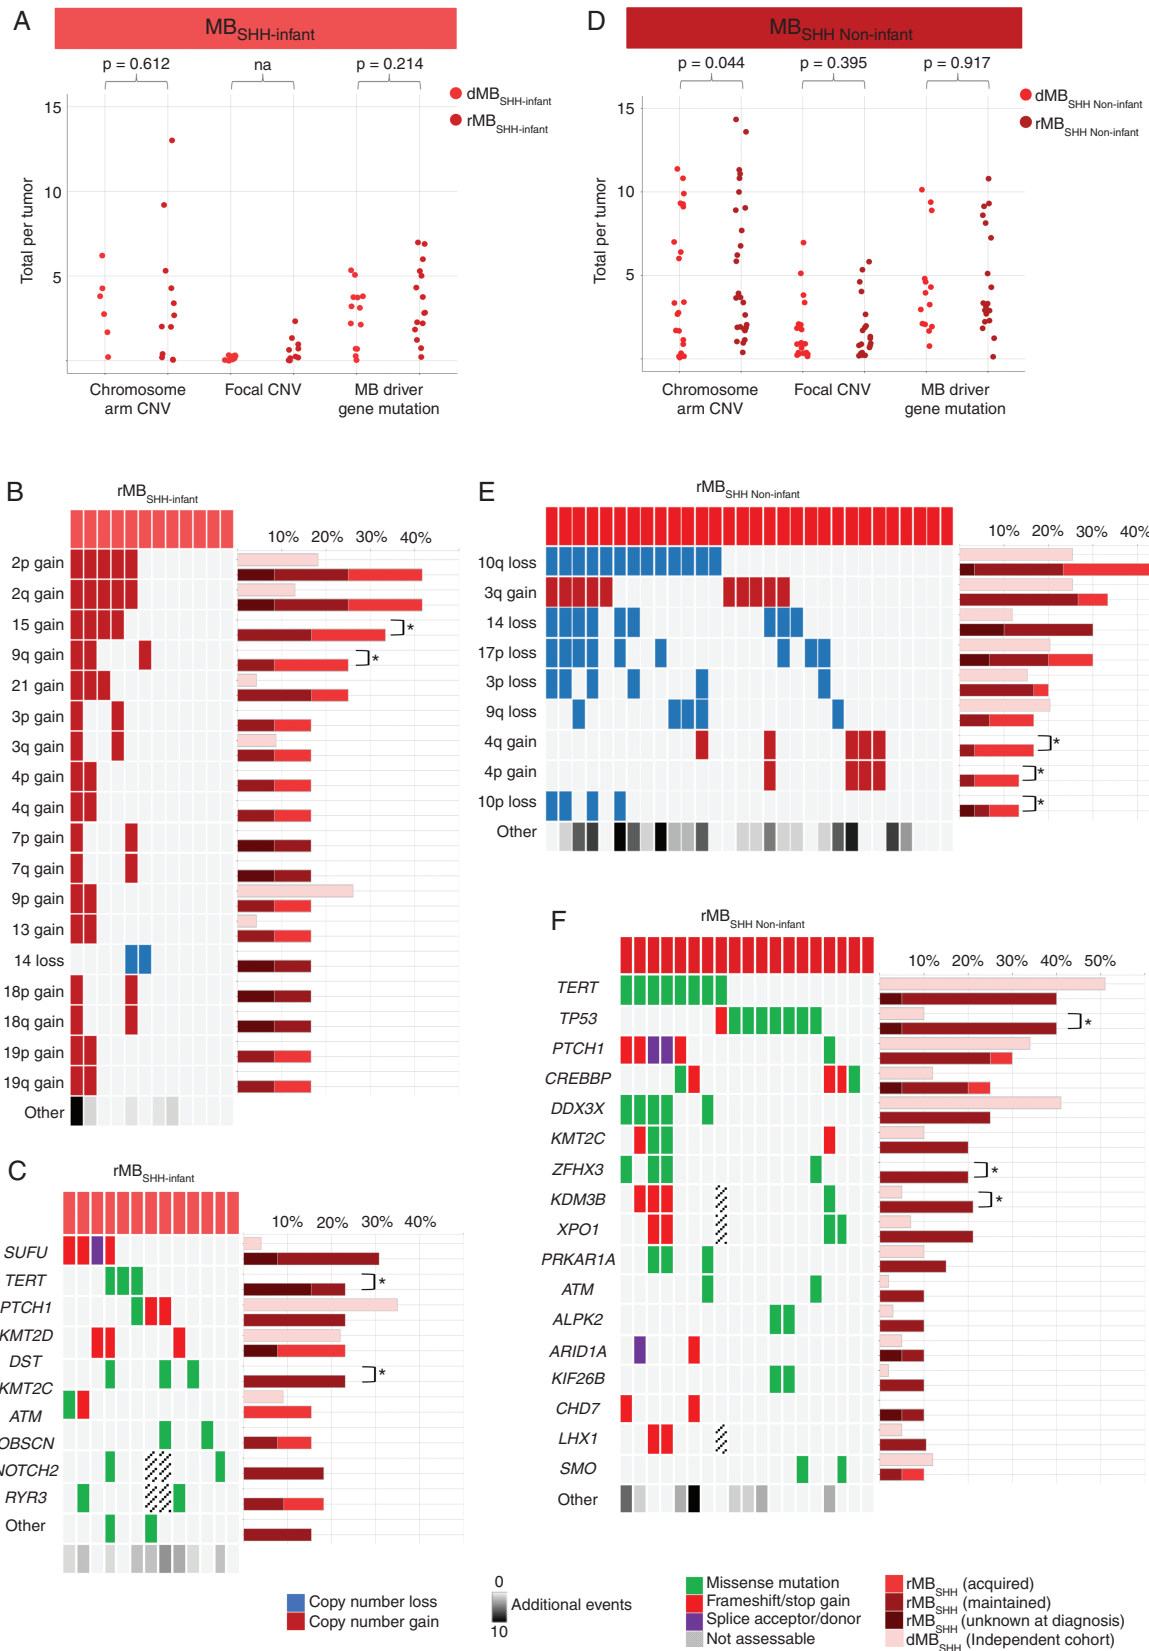 A
MBSHH-infant
p = 0.612
na
p = 0.214
dMBSHH-infant
rMBSHH-infant
Total per tumor
15
10
5
Chromosome
arm CNV
Focal CNV
MB driver
gene mutation
D
MBSHH Non-infant
p = 0.044
p = 0.395
p = 0.917
dMBSHH Non-infant
rMBSHH Non-infant
Total per tumor
15
10
5
Chromosome
arm CNV
Focal CNV
MB driver
gene mutation
B
rMBSHH-infant
10% 20% 30% 40%
2p gain
2q gain
15 gain
*
9q gain
*
21 gain
3p gain
3q gain
4p gain
4q gain
7p gain
7q gain
9p gain
13 gain
14 loss
18p gain
18q gain
19p gain
19q gain
Other
E
rMBSHH Non-infant
10% 20% 30% 40%
10q loss
3q gain
14 loss
17p loss
3p loss
9q loss
4q gain
*
4p gain
*
10p loss
*
Other
C
rMBSHH-infant
10% 20% 30% 40%
SUFU
TERT
*
PTCH1
KMT2D
DST
*
KMT2C
ATM
OBSCN
NOTCH2
RYR3
Other
F
rMBSHH Non-infant
10% 20% 30% 40% 50%
TERT
TP53
*
PTCH1
CREBBP
DDX3X
KMT2C
ZFHX3
*
KDM3B
*
XPO1
PRKAR1A
ATM
ALPK2
ARID1A
KIF26B
CHD7
LHX1
SMO
Other
Copy number loss
Copy number gain
0
Additional events
10
Missense mutation
Frameshift/stop gain
Splice acceptor/donor
Not assessable
rMBSHH (acquired)
rMBSHH (maintained)
rMBSHH (unknown at diagnosis)
dMBSHH (Independent cohort)